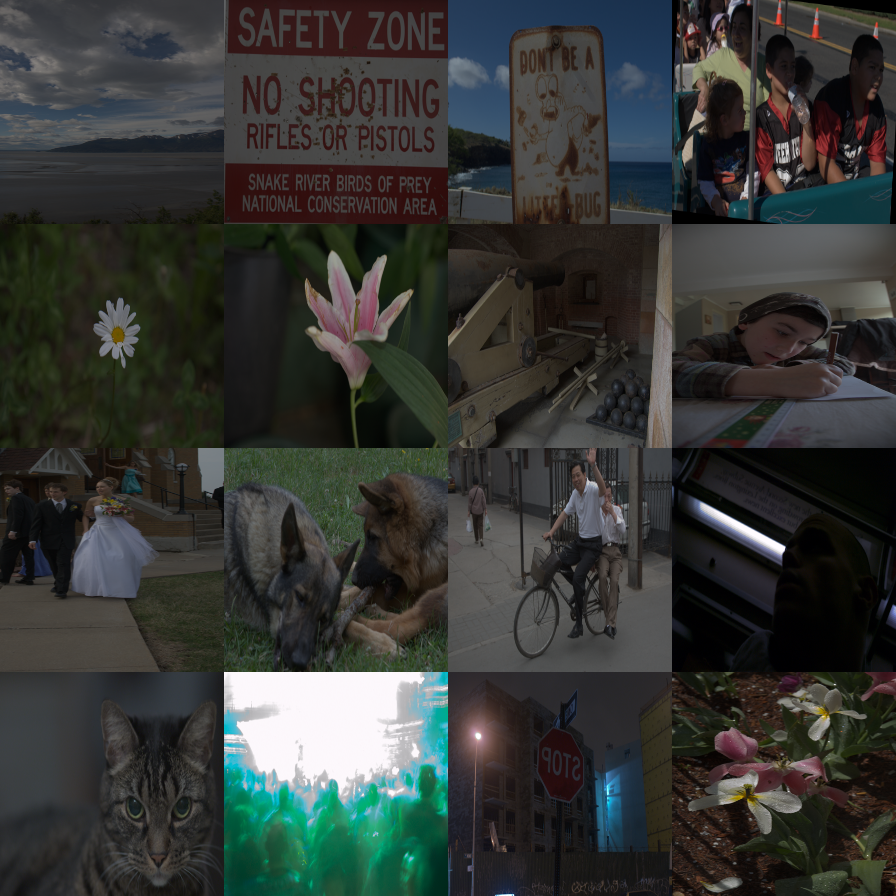 SAFETY ZONE
NO SHOOTING
RIFLES OR PISTOLS
SNAKE RIVER BIRDS OF PREY
NATIONAL CONSERVATION AREA
DONT BE A
LITTER BUG
STOP